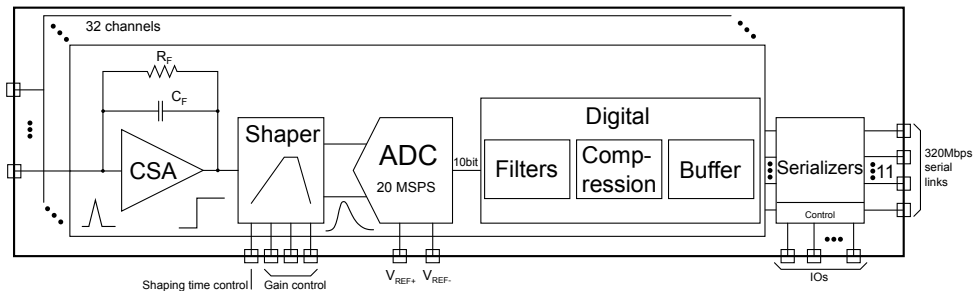 32 channels
R_F
C_F
CSA
Shaper
ADC
20 MSPS
10bit
Digital
Filters
Comp-
ression
Buffer
Serializers
Control
11
320Mbps
serial
links
Shaping time control
Gain control
V_REF+
V_REF-
IOs